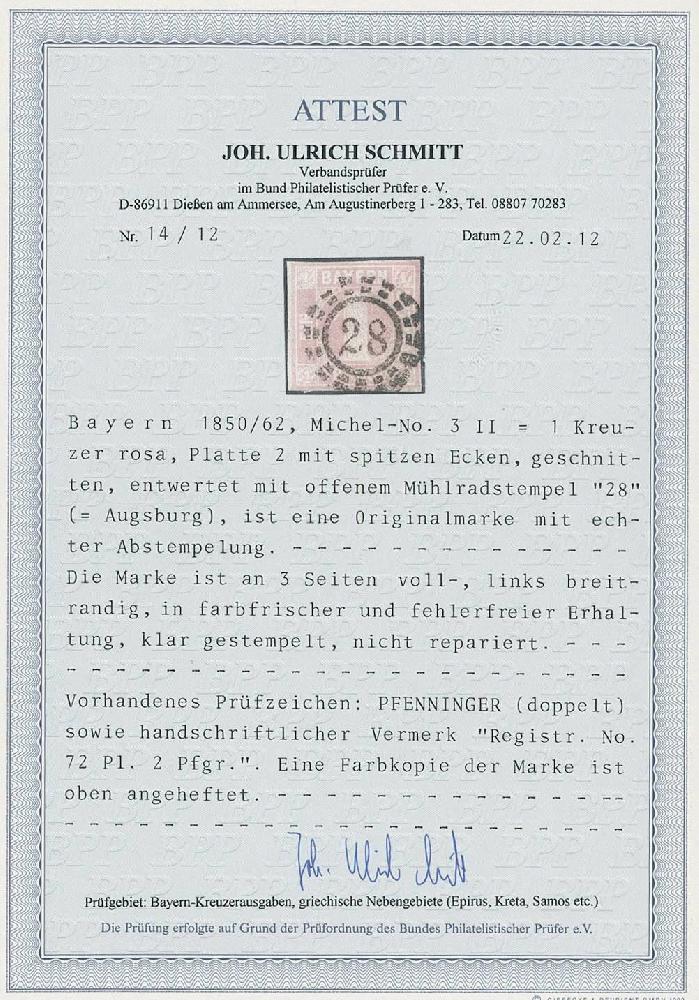 ATTEST
JOH. ULRICH SCHMITT
Verbandsprüfer
im Bund Philatelistischer Prüfer e. V.
D-86911 Dießen am Ammersee, Am Augustinerberg 1 - 283, Tel. 08807 70283
Nr. 14 / 12 Datum 22.02.12
BAYERN
28
Bayern 1850/62, Michel-No. 3 II = 1 Kreu-
zer rosa, Platte 2 mit spitzen Ecken, geschnit-
ten, entwertet mit offenem Mühlradstempel "28"
(= Augsburg), ist eine Originalmarke mit ech-
ter Abstempelung. - - - - - - - - - - - - - -
Die Marke ist an 3 Seiten voll-, links breit-
randig, in farbfrischer und fehlerfreier Erhal-
tung, klar gestempelt, nicht repariert. - - -
- - - - - - - - - - - - - - - - - - - - - - -
Vorhandenes Prüfzeichen: PFENNINGER (doppelt)
sowie handschriftlicher Vermerk "Registr. No.
72 Pl. 2 Pfgr.". Eine Farbkopie der Marke ist
oben angeheftet. - - - - - - - - - - - - - --
- - - - - - - - - - - - - - - - - - - - - - -
Joh. Ulrich Schmitt
Prüfgebiet: Bayern-Kreuzerausgaben, griechische Nebengebiete (Epirus, Kreta, Samos etc.)
Die Prüfung erfolgte auf Grund der Prüfordnung des Bundes Philatelistischer Prüfer e.V.